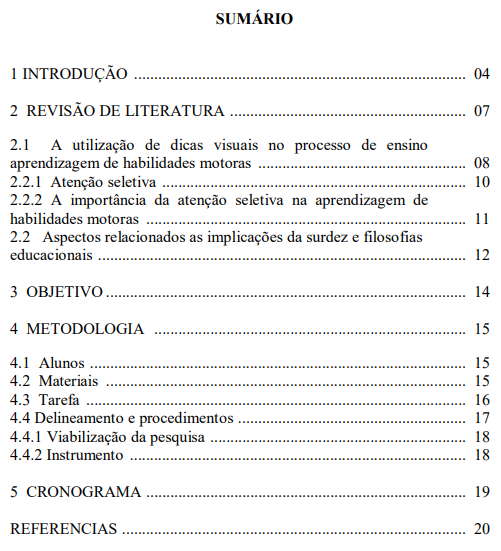 SUMÁRIO
1 INTRODUÇÃO ........................................................................ 04
2 REVISÃO DE LITERATURA .................................................... 07
2.1 A utilização de dicas visuais no processo de ensino
aprendizagem de habilidades motoras .............................................. 08
2.2.1 Atenção seletiva .................................................................. 10
2.2.2 A importância da atenção seletiva na aprendizagem de
habilidades motoras ...................................................................... 11
2.2 Aspectos relacionados as implicações da surdez e filosofias
educacionais ................................................................................ 12
3 OBJETIVO .............................................................................. 14
4 METODOLOGIA .................................................................... 15
4.1 Alunos ................................................................................. 15
4.2 Materiais .............................................................................. 15
4.3 Tarefa .................................................................................. 16
4.4 Delineamento e procedimentos ................................................ 17
4.4.1 Viabilização da pesquisa ...................................................... 18
4.4.2 Instrumento ........................................................................ 18
5 CRONOGRAMA ...................................................................... 19
REFERENCIAS .......................................................................... 20